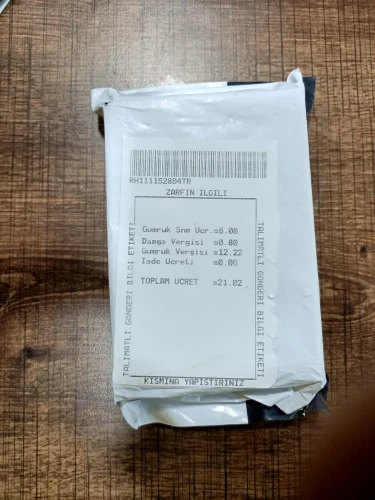 RH111152804TR
ZARFIN ILGILI
Gumruk Snm Ucr.=8.00
Damga Vergisi =0.80
Gumruk Vergisi =12.22
Iade Ucreti =0.00
TOPLAM UCRET =21.02
TALIMATLI GONDERI BILGI ETIKETI
TALIMATLI GONDERI BILGI ETIKETI
KISMINA YAPISTIRINIZ